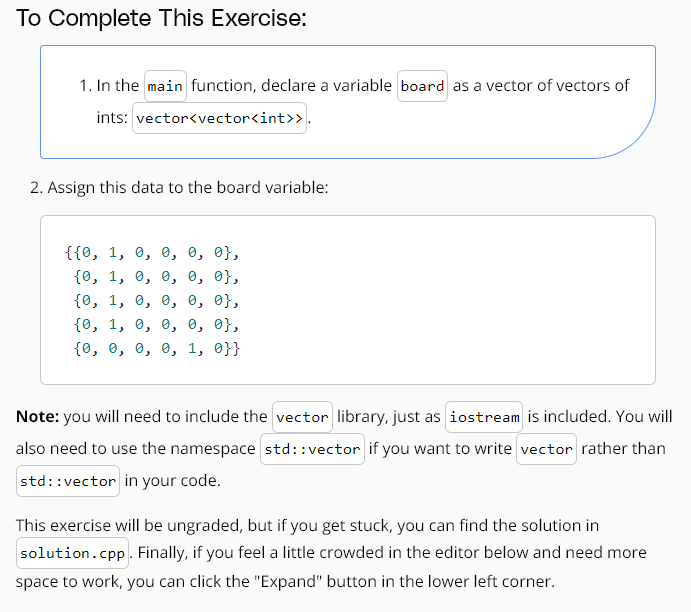 To Complete This Exercise:
1. In the main function, declare a variable board as a vector of vectors of
ints: vector<vector<int>>.
2. Assign this data to the board variable:
{{0, 1, 0, 0, 0, 0},
{0, 1, 0, 0, 0, 0},
{0, 1, 0, 0, 0, 0},
{0, 1, 0, 0, 0, 0},
{0, 0, 0, 0, 1, 0}}
Note: you will need to include the vector library, just as iostream is included. You will
also need to use the namespace std::vector if you want to write vector rather than
std::vector in your code.
This exercise will be ungraded, but if you get stuck, you can find the solution in
solution.cpp. Finally, if you feel a little crowded in the editor below and need more
space to work, you can click the "Expand" button in the lower left corner.